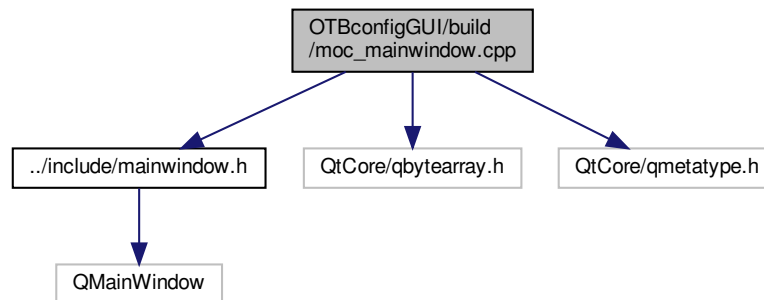 OTBconfigGUI/build
/moc_mainwindow.cpp
../include/mainwindow.h
QtCore/qbytearray.h
QtCore/qmetatype.h
QMainWindow